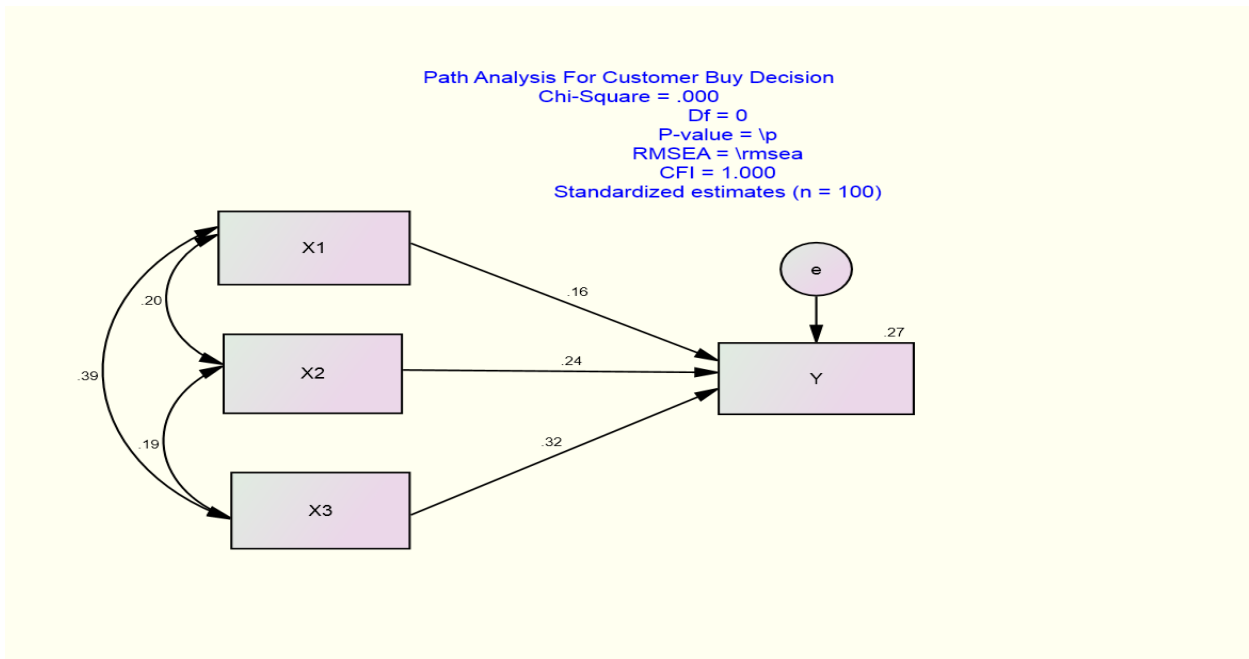 Path Analysis For Customer Buy Decision
Chi-Square = .000
Df = 0
P-value = \p
RMSEA = \rmsea
CFI = 1.000
Standardized estimates (n = 100)
X1
e
.20
.16
.27
.39
X2
.24
Y
.19
.32
X3